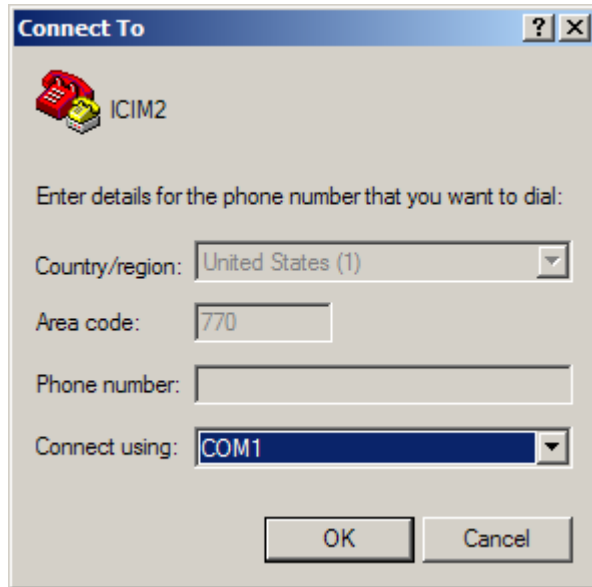 Connect To
ICIM2
Enter details for the phone number that you want to dial:
Country/region: United States (1)
Area code: 770
Phone number:
Connect using: COM1
OK Cancel